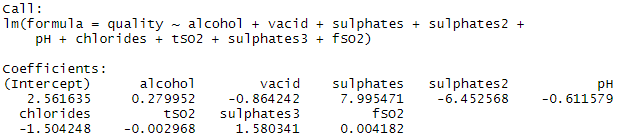 Call:
lm(formula = quality ~ alcohol + vacid + sulphates + sulphates2 +
pH + chlorides + tSO2 + sulphates3 + fSO2)
Coefficients:
(Intercept) alcohol vacid sulphates sulphates2 pH
2.561635 0.279952 -0.864242 7.995471 -6.452568 -0.611579
chlorides tSO2 sulphates3 fSO2
-1.504248 -0.002968 1.580341 0.004182